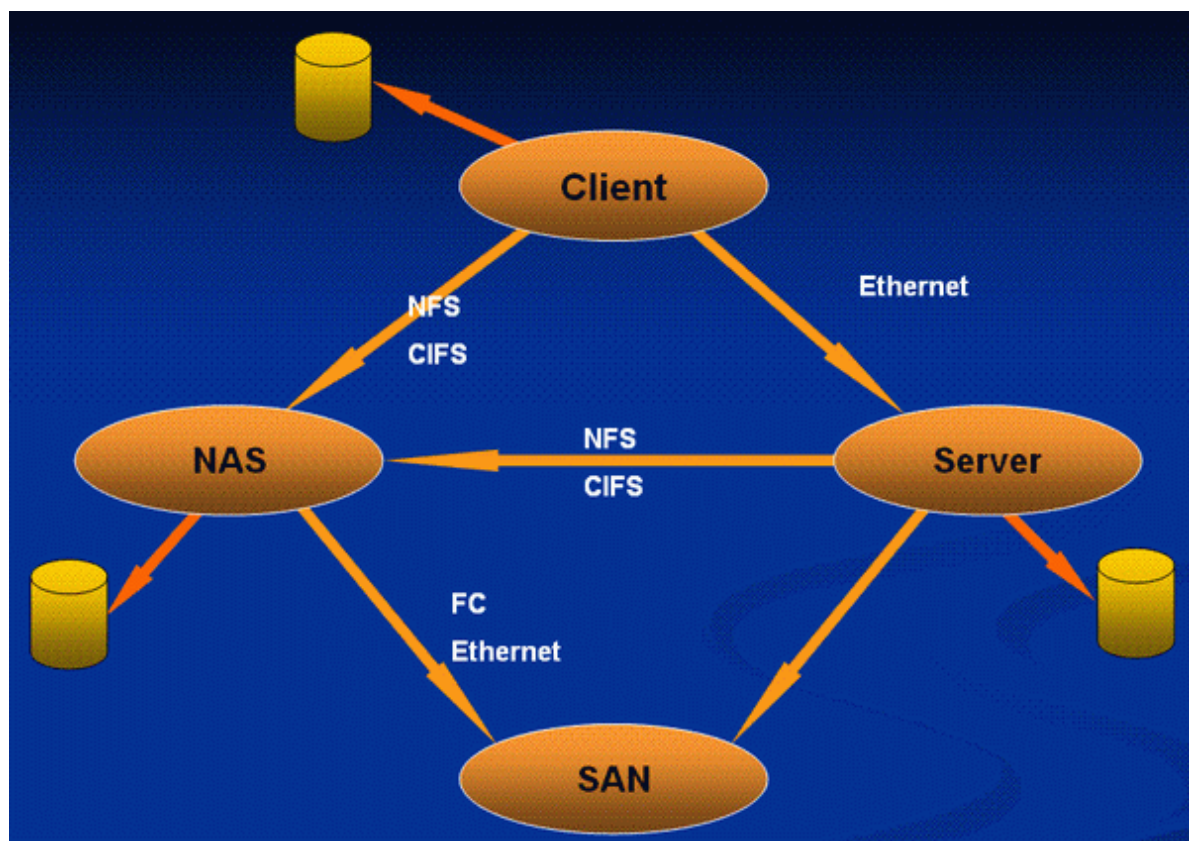 Client
Ethernet
NFS
CIFS
NAS
NFS
CIFS
Server
FC
Ethernet
SAN